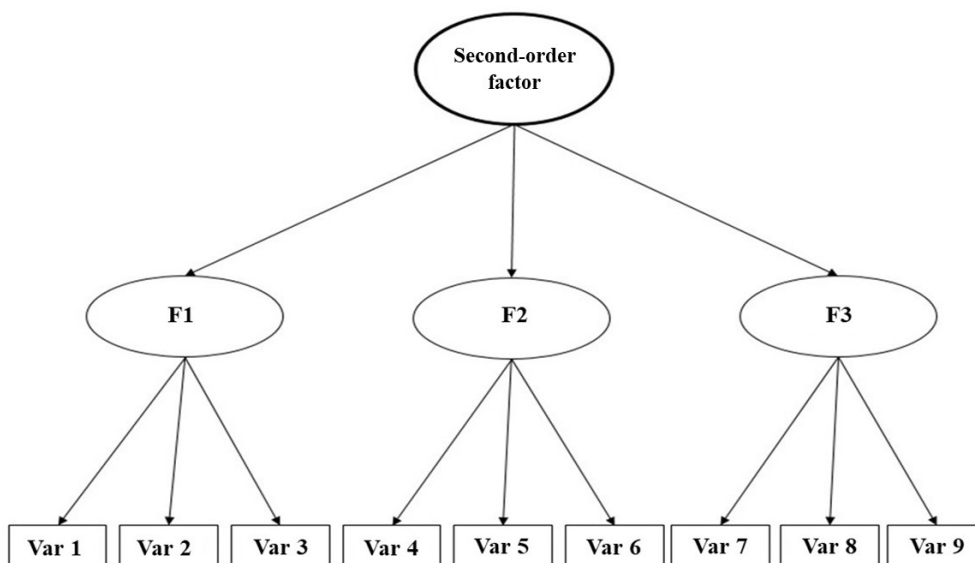 Second-order
factor
F1
F2
F3
Var 1
Var 2
Var 3
Var 4
Var 5
Var 6
Var 7
Var 8
Var 9